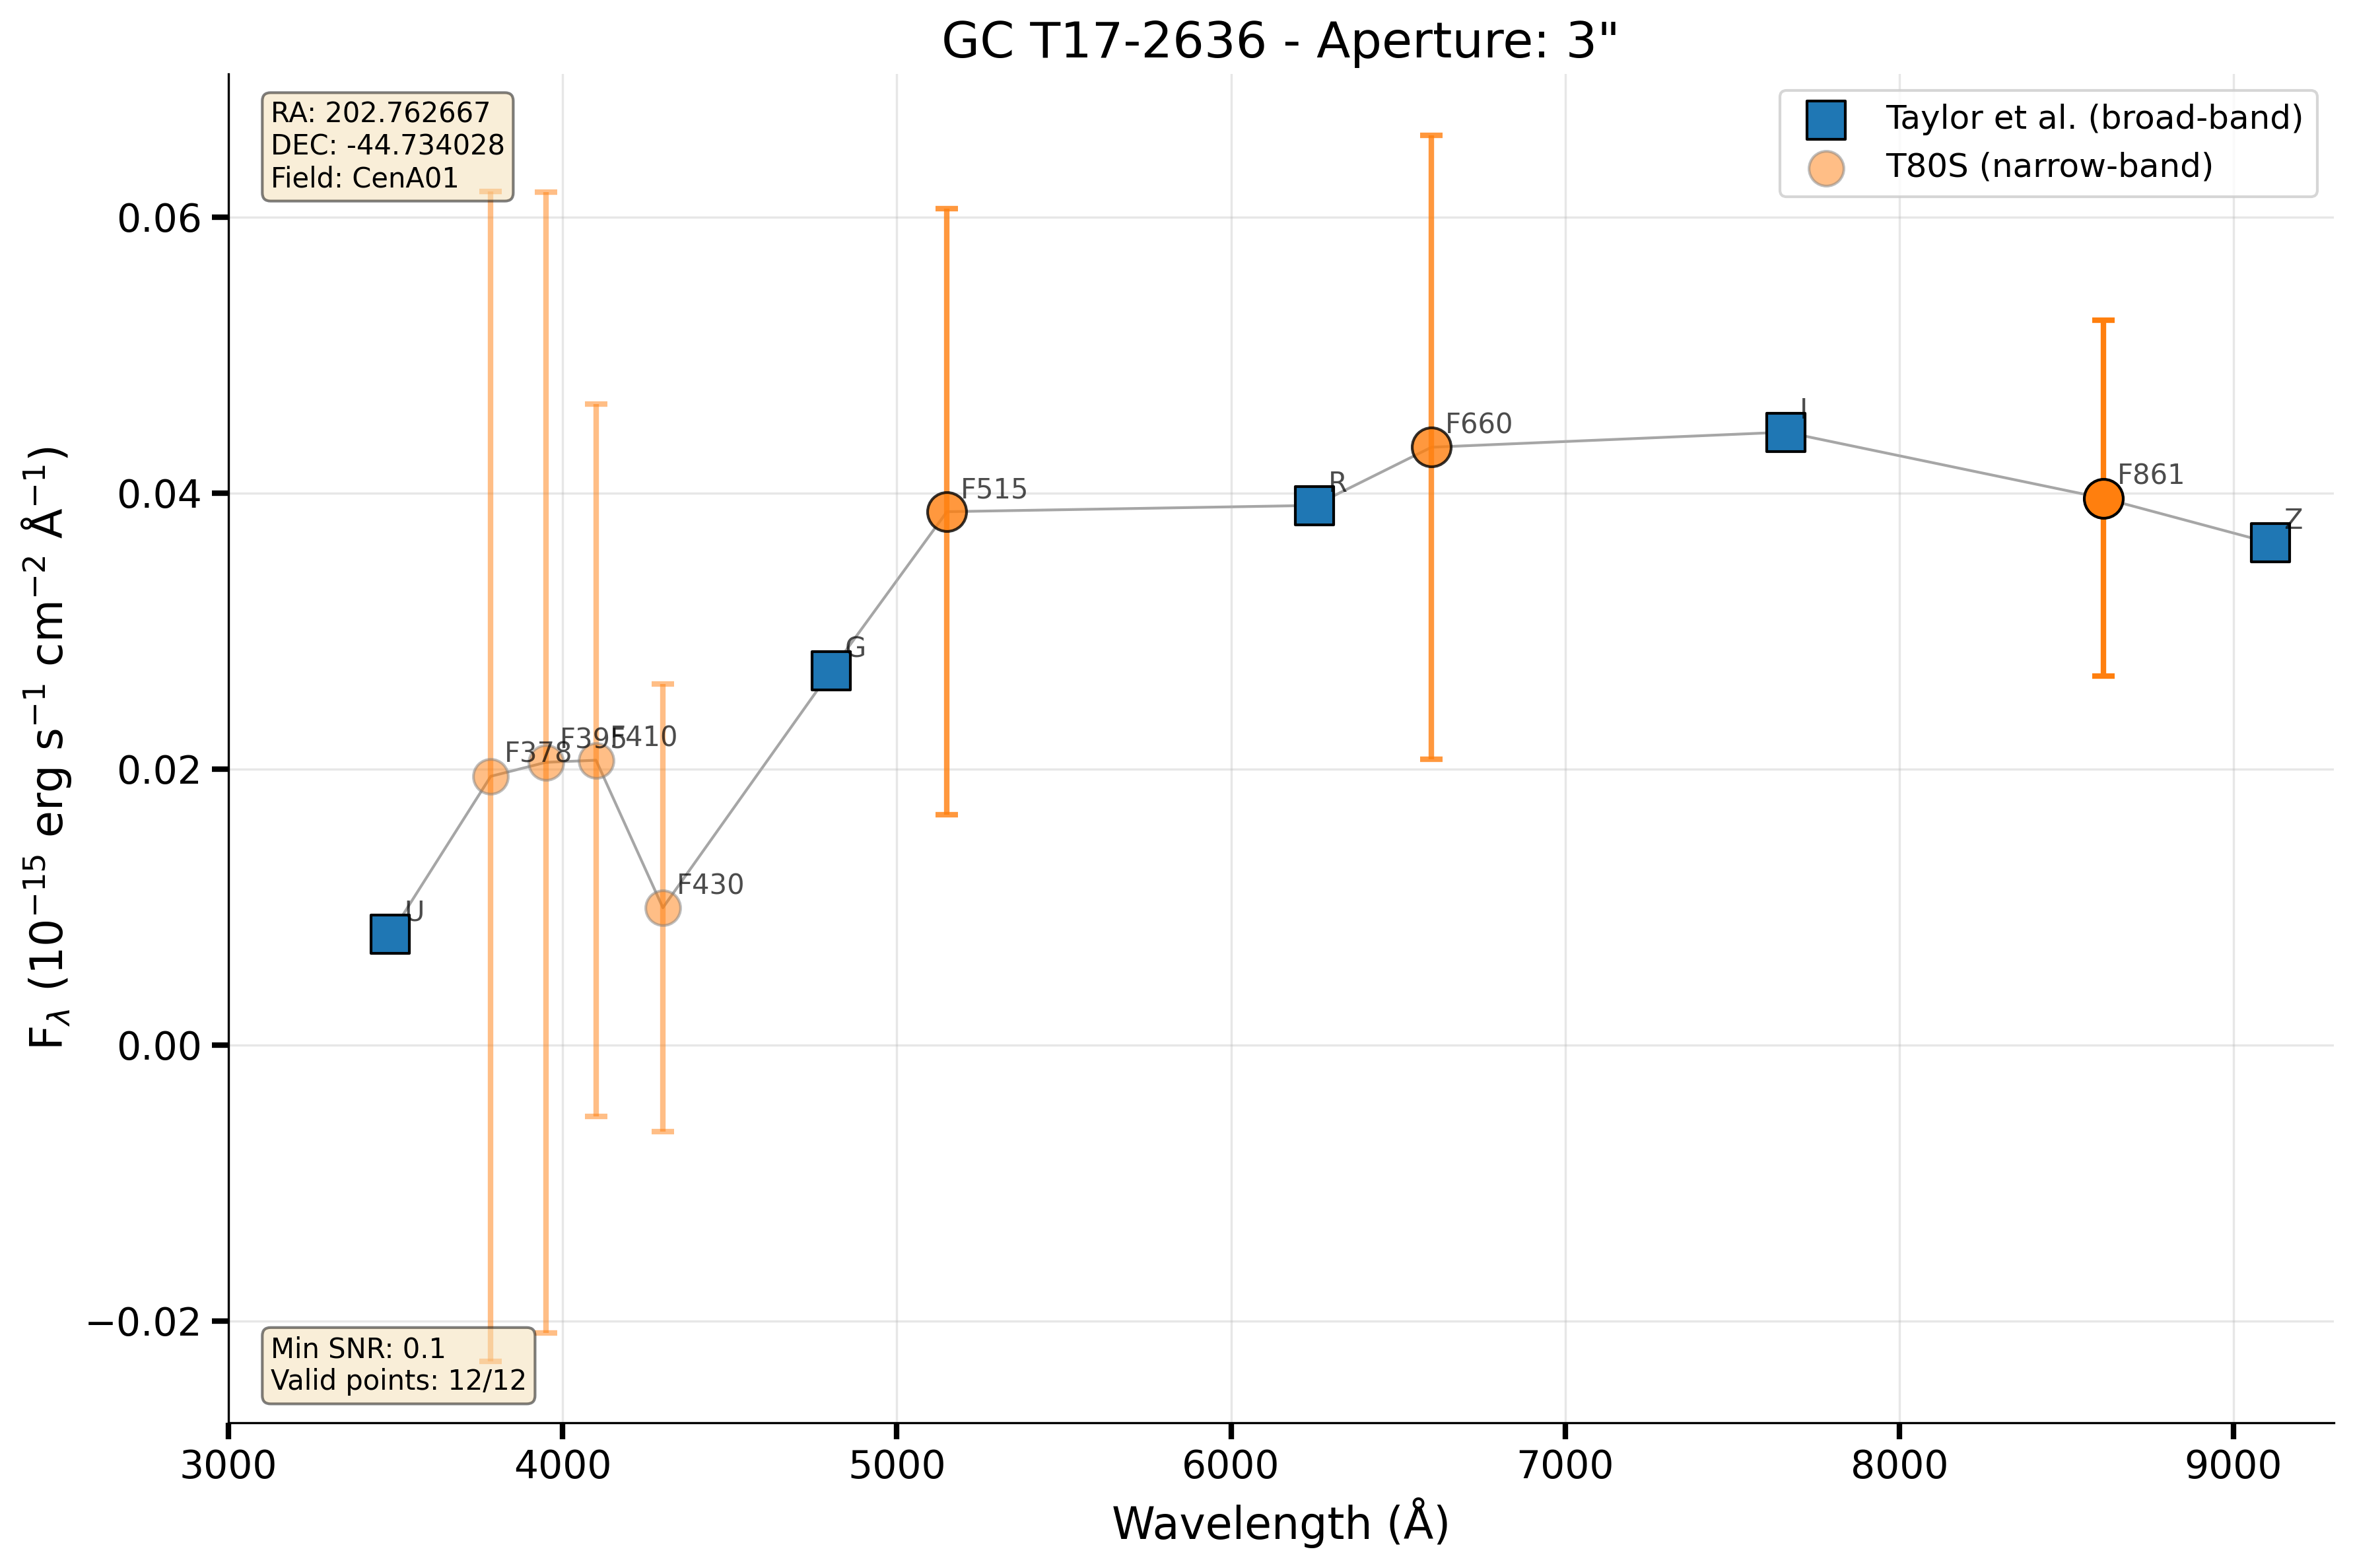 GC T17-2636 - Aperture: 3"
RA: 202.762667
DEC: -44.734028
Field: CenA01
Taylor et al. (broad-band)
T80S (narrow-band)
F660
I
F515
R
F861
Z
G
F378
F395
F410
F430
U
Min SNR: 0.1
Valid points: 12/12
0.06
0.04
0.02
0.00
−0.02
3000 4000 5000 6000 7000 8000 9000
Wavelength (Å)
Fλ (10⁻¹⁵ erg s⁻¹ cm⁻² Å⁻¹)